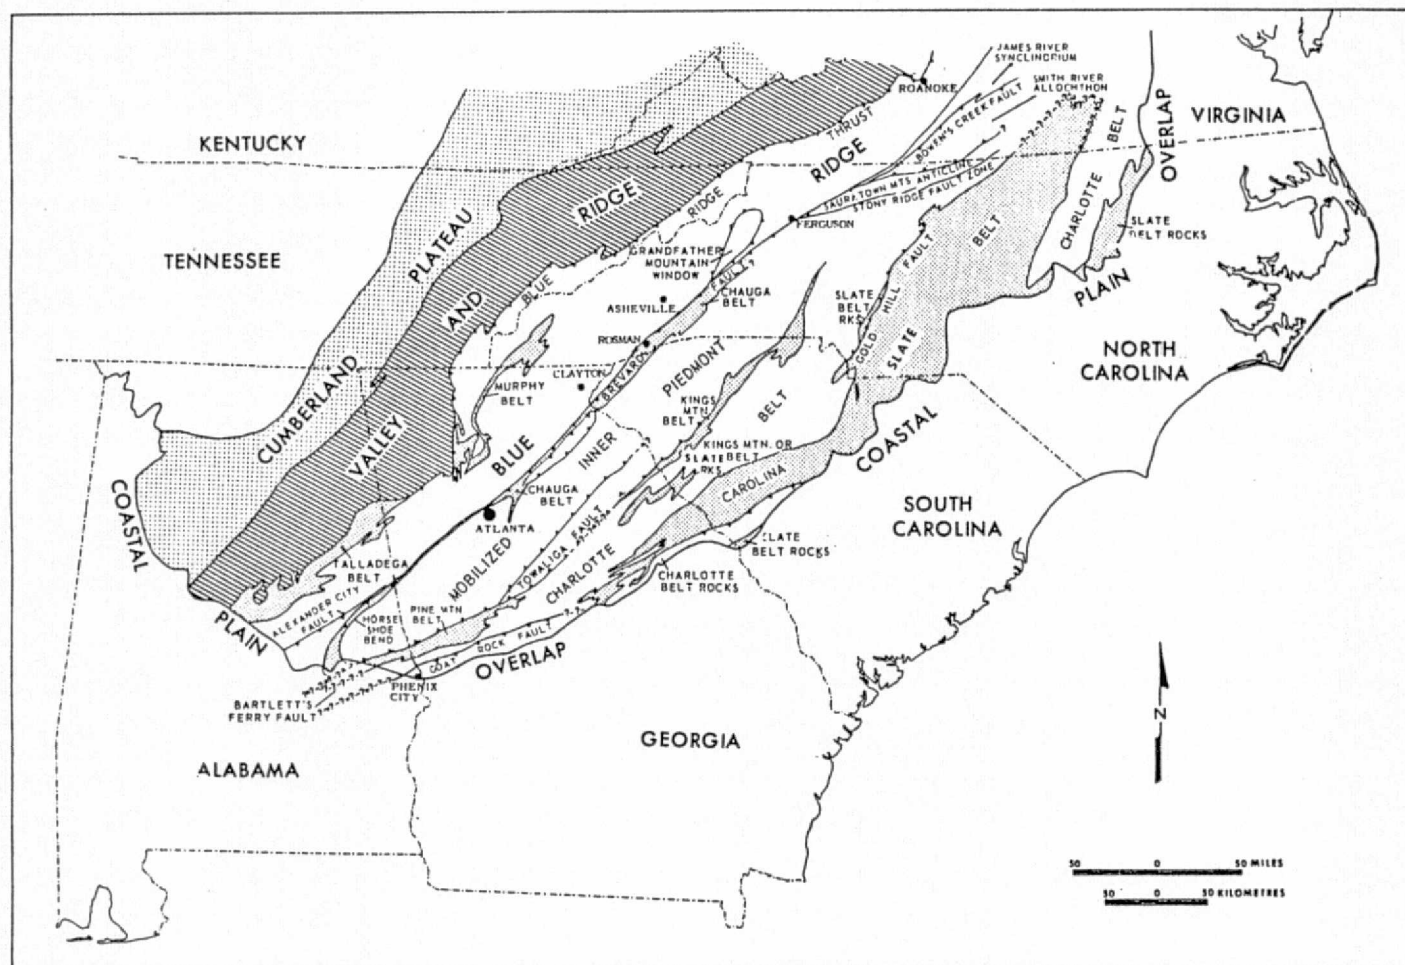 JAMES RIVER
SYNCLINORIUM
SMITH RIVER
ALLOCHTHON
ROANOKE
BOWEN'S CREEK FAULT
BELT
OVERLAP
VIRGINIA
KENTUCKY
THRUST
RIDGE
SAURATOWN MTS ANTICLINE
STONY RIDGE FAULT ZONE
FERGUSON
CHARLOTTE
SLATE
BELT ROCKS
PLAIN
TENNESSEE
PLATEAU
CUMBERLAND
RIDGE
AND
VALLEY
RIDGE
BLUE
GRANDFATHER
MOUNTAIN
WINDOW
FAULT
CHAUGA
BELT
ASHEVILLE
ROSMAN
BREVARD
CLAYTON
MURPHY
BELT
SLATE
BELT
RKS
GOLD HILL FAULT
BELT
SLATE
CAROLINA
NORTH
CAROLINA
PIEDMONT
INNER
MOBILIZED
KINGS
MTN
BELT
BELT
CHARLOTTE
KINGS MTN. OR
BELT
SLATE
RKS
COASTAL
SOUTH
CAROLINA
BLUE
CHAUGA
BELT
ATLANTA
TOWALIGA FAULT
SLATE
BELT ROCKS
CHARLOTTE
BELT ROCKS
COASTAL
PLAIN
TALLADEGA
BELT
ALEXANDER CITY
FAULT
HORSE
SHOE
BEND
PINE MTN
BELT
GOAT ROCK FAULT
OVERLAP
PHENIX
CITY
BARTLETT'S
FERRY FAULT
ALABAMA
GEORGIA
N
50 0 50 MILES
50 0 50 KILOMETRES